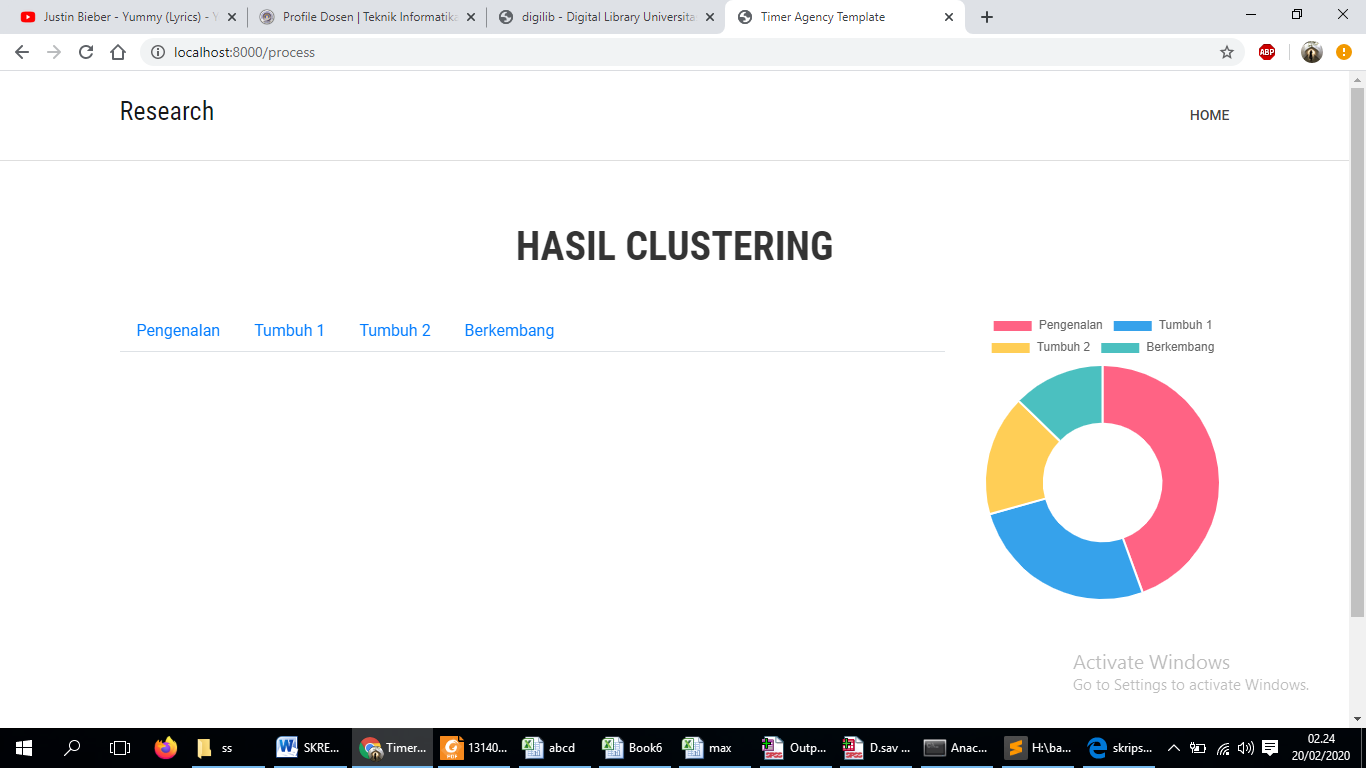 Justin Bieber - Yummy (Lyrics) - Y
Profile Dosen | Teknik Informatika
digilib - Digital Library Universita
Timer Agency Template
localhost:8000/process
ABP
Research
HOME
HASIL CLUSTERING
Pengenalan Tumbuh 1 Tumbuh 2 Berkembang
Pengenalan Tumbuh 1
Tumbuh 2 Berkembang
Activate Windows
Go to Settings to activate Windows.
ss
SKRE...
Timer...
13140...
abcd
Book6
max
Outp...
D.sav ...
Anac...
H:\ba...
skrips...
02.24
20/02/2020